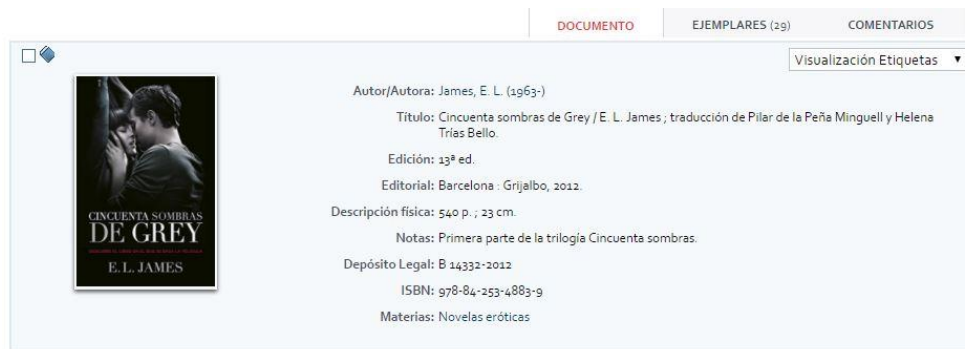 DOCUMENTO
EJEMPLARES (29)
COMENTARIOS
Visualización Etiquetas
Autor/Autora: James, E. L. (1963-)
Título: Cincuenta sombras de Grey / E. L. James ; traducción de Pilar de la Peña Minguell y Helena
Trías Bello.
Edición: 13ª ed.
Editorial: Barcelona : Grijalbo, 2012.
Descripción física: 540 p. ; 23 cm.
Notas: Primera parte de la trilogía Cincuenta sombras.
Depósito Legal: B 14332-2012
ISBN: 978-84-253-4883-9
Materias: Novelas eróticas
CINCUENTA SOMBRAS
DE GREY
E. L. JAMES